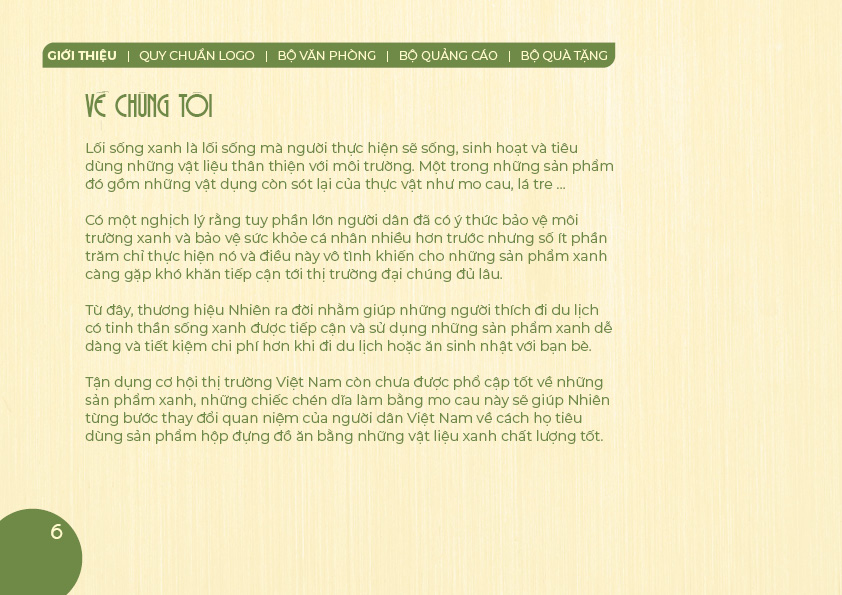 GIỚI THIỆU | QUY CHUẨN LOGO | BỘ VĂN PHÒNG | BỘ QUẢNG CÁO | BỘ QUÀ TẶNG
VỀ CHÚNG TÔI
Lối sống xanh là lối sống mà người thực hiện sẽ sống, sinh hoạt và tiêu
dùng những vật liệu thân thiện với môi trường. Một trong những sản phẩm
đó gồm những vật dụng còn sót lại của thực vật như mo cau, lá tre ...
Có một nghịch lý rằng tuy phần lớn người dân đã có ý thức bảo vệ môi
trường xanh và bảo vệ sức khỏe cá nhân nhiều hơn trước nhưng số ít phần
trăm chỉ thực hiện nó và điều này vô tình khiến cho những sản phẩm xanh
càng gặp khó khăn tiếp cận tới thị trường đại chúng đủ lâu.
Từ đây, thương hiệu Nhiên ra đời nhằm giúp những người thích đi du lịch
có tinh thần sống xanh được tiếp cận và sử dụng những sản phẩm xanh dễ
dàng và tiết kiệm chi phí hơn khi đi du lịch hoặc ăn sinh nhật với bạn bè.
Tận dụng cơ hội thị trường Việt Nam còn chưa được phổ cập tốt về những
sản phẩm xanh, những chiếc chén dĩa làm bằng mo cau này sẽ giúp Nhiên
từng bước thay đổi quan niệm của người dân Việt Nam về cách họ tiêu
dùng sản phẩm hộp đựng đồ ăn bằng những vật liệu xanh chất lượng tốt.
6